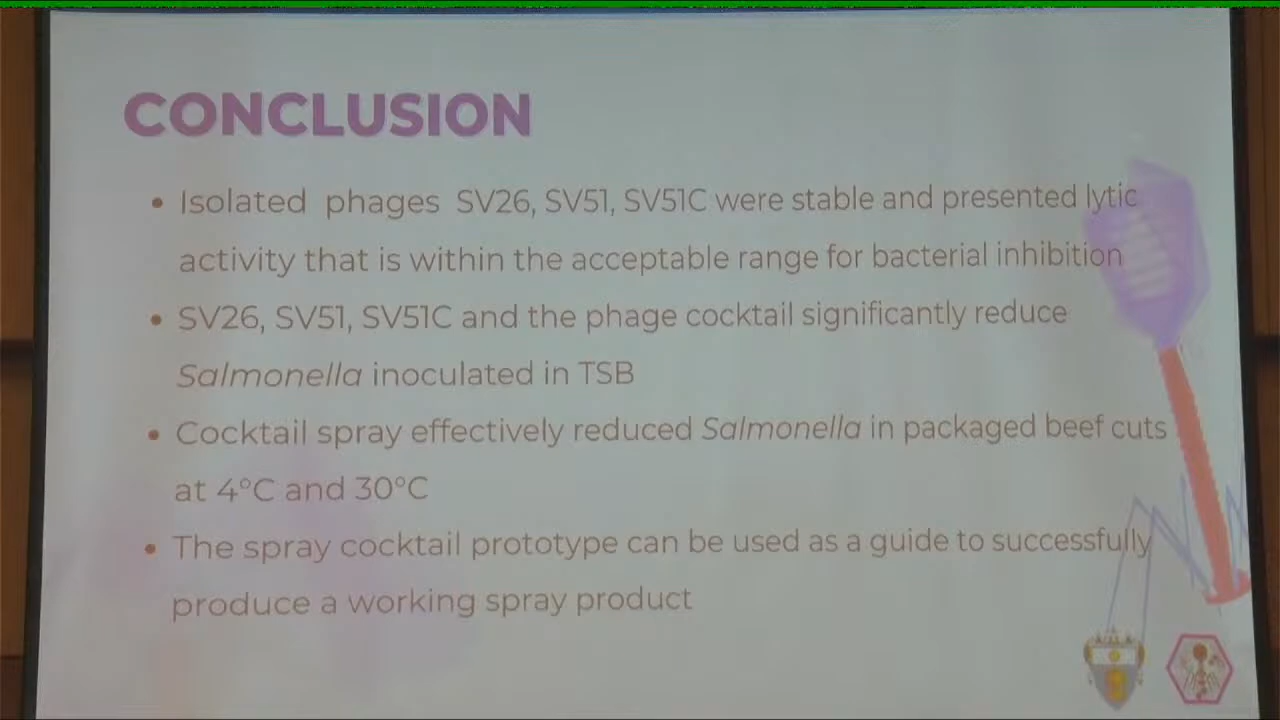 CONCLUSION
• Isolated phages SV26, SV51, SV51C were stable and presented lytic
activity that is within the acceptable range for bacterial inhibition
• SV26, SV51, SV51C and the phage cocktail significantly reduce
Salmonella inoculated in TSB
• Cocktail spray effectively reduced Salmonella in packaged beef cuts
at 4°C and 30°C
• The spray cocktail prototype can be used as a guide to successfully
produce a working spray product